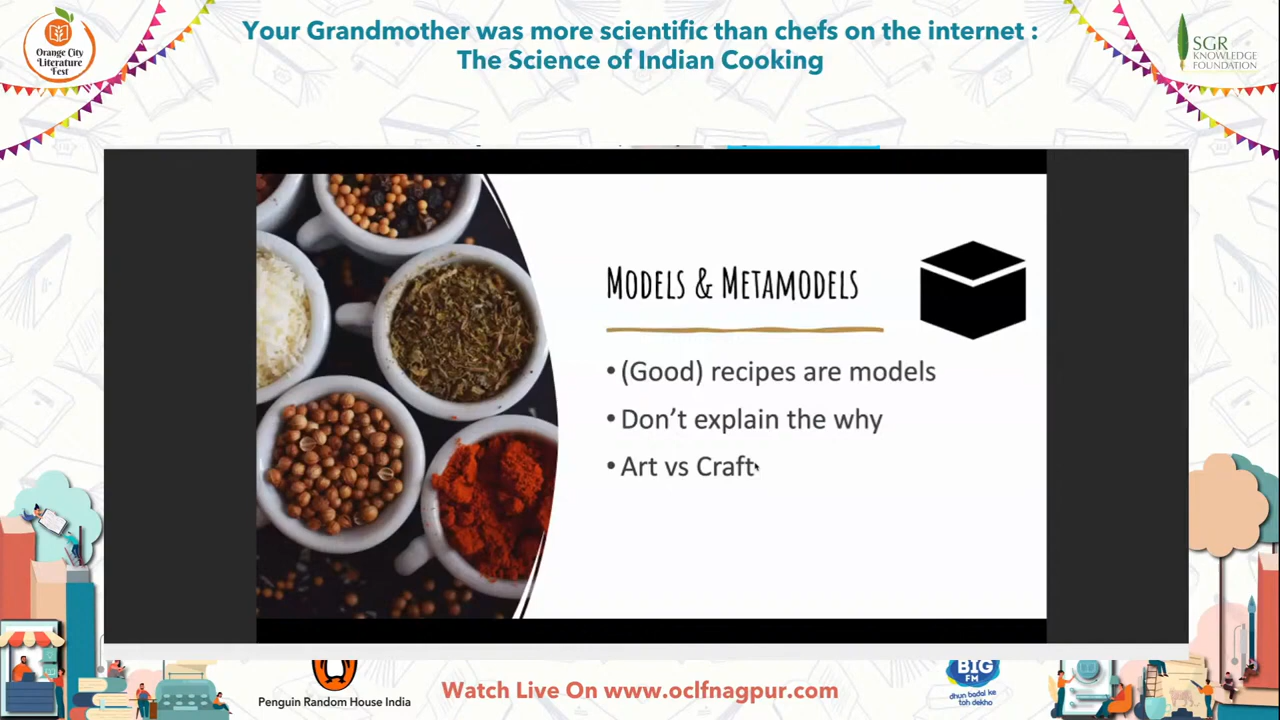 Your Grandmother was more scientific than chefs on the internet :
The Science of Indian Cooking
Orange City
Literature
Fest
SGR
KNOWLEDGE
FOUNDATION
MODELS & METAMODELS
• (Good) recipes are models
• Don’t explain the why
• Art vs Craft
Penguin Random House India
Watch Live On www.oclfnagpur.com
BIG
FM
dhun badal ke
toh dekho